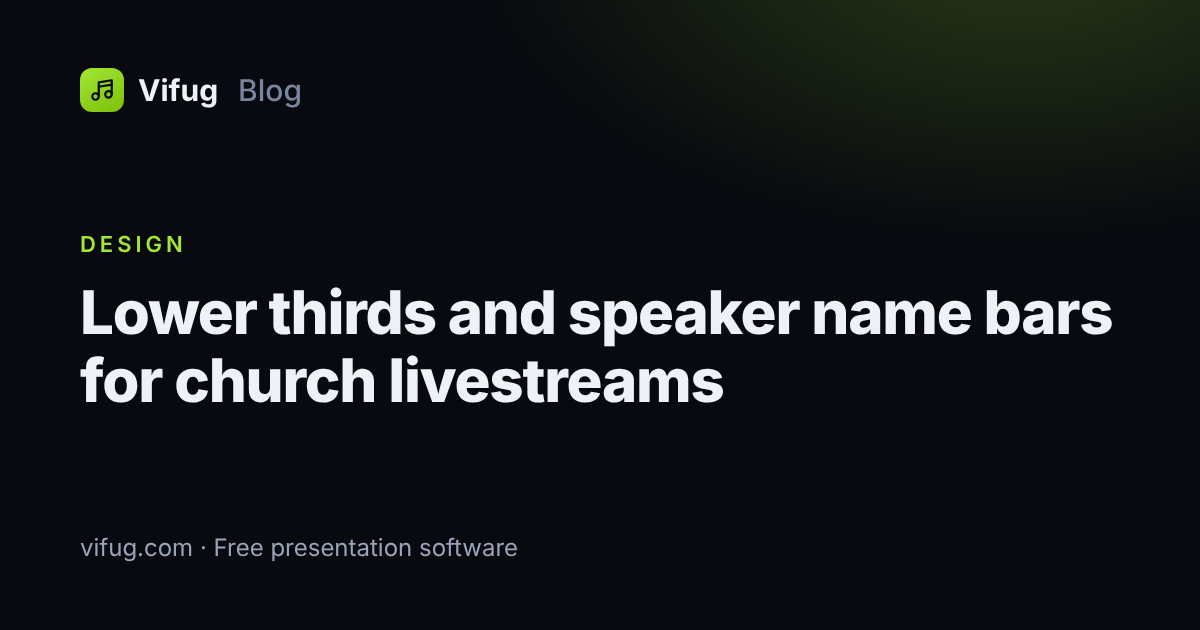 Vifug Blog
DESIGN
Lower thirds and speaker name bars
for church livestreams
vifug.com · Free presentation software